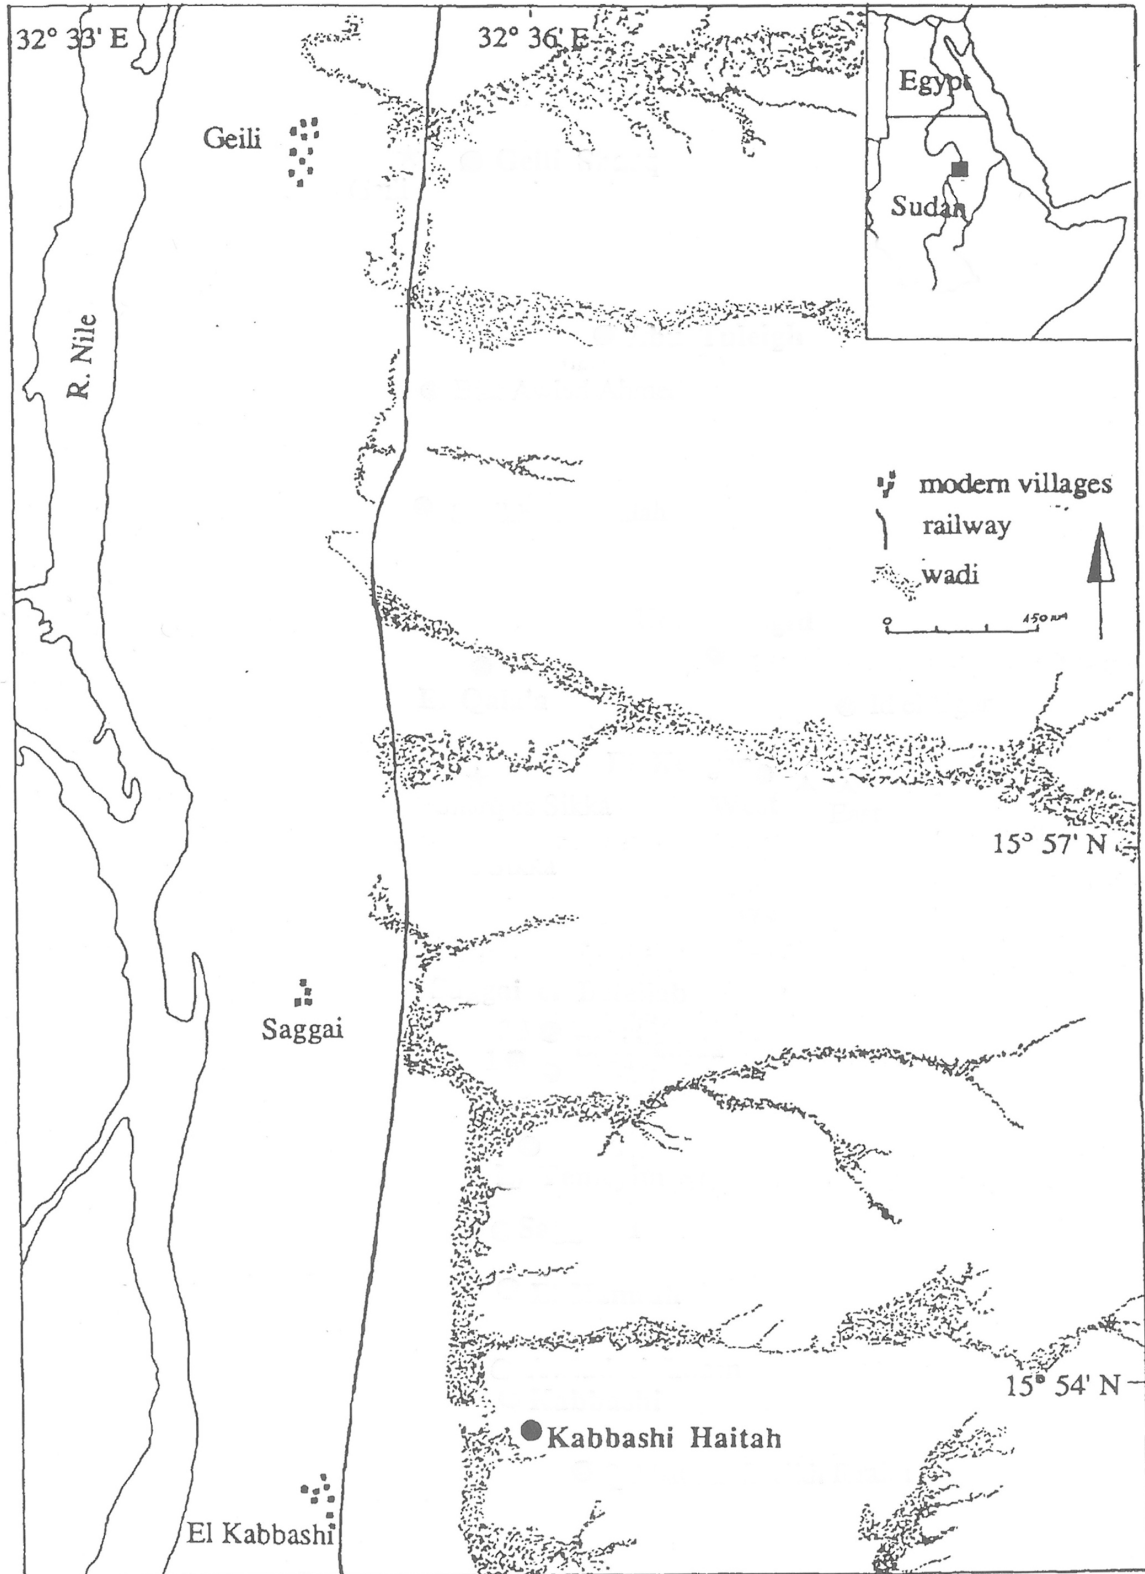 32° 33' E
32° 36' E
Egypt
Geili
Sudan
R. Nile
modern villages
railway
wadi
0
15° 57' N
Saggai
15° 54' N
Kabbashi Haitah
El Kabbashi